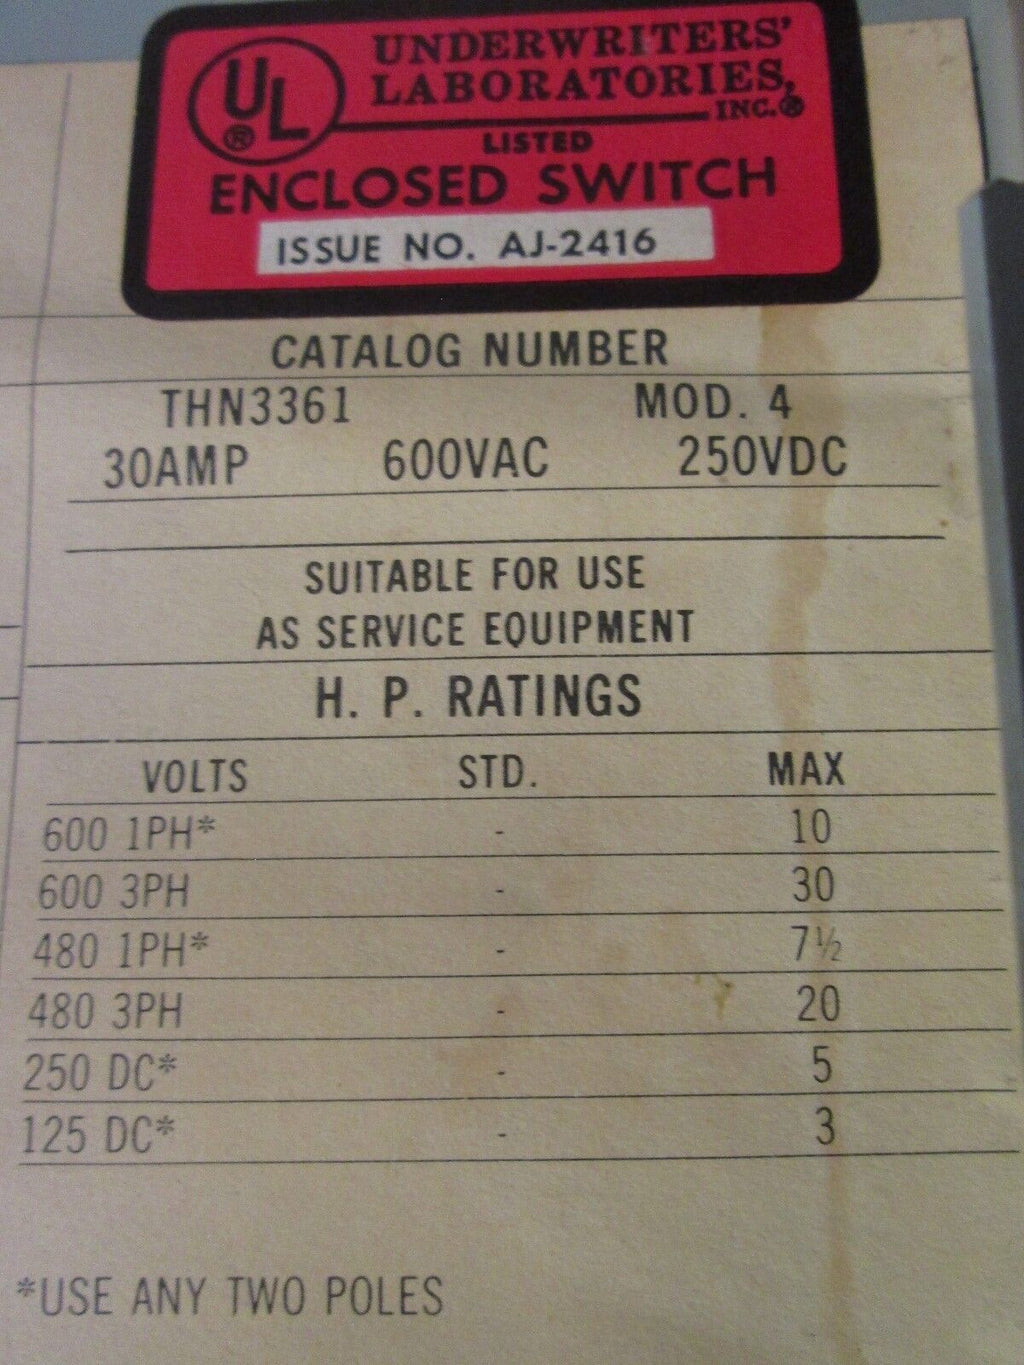 UL®
UNDERWRITERS'
LABORATORIES,
INC.®
LISTED
ENCLOSED SWITCH
ISSUE NO. AJ-2416
CATALOG NUMBER
THN3361 MOD. 4
30AMP 600VAC 250VDC
SUITABLE FOR USE
AS SERVICE EQUIPMENT
H. P. RATINGS
VOLTS STD. MAX
600 1PH* - 10
600 3PH - 30
480 1PH* - 7½
480 3PH - 20
250 DC* - 5
125 DC* - 3
*USE ANY TWO POLES